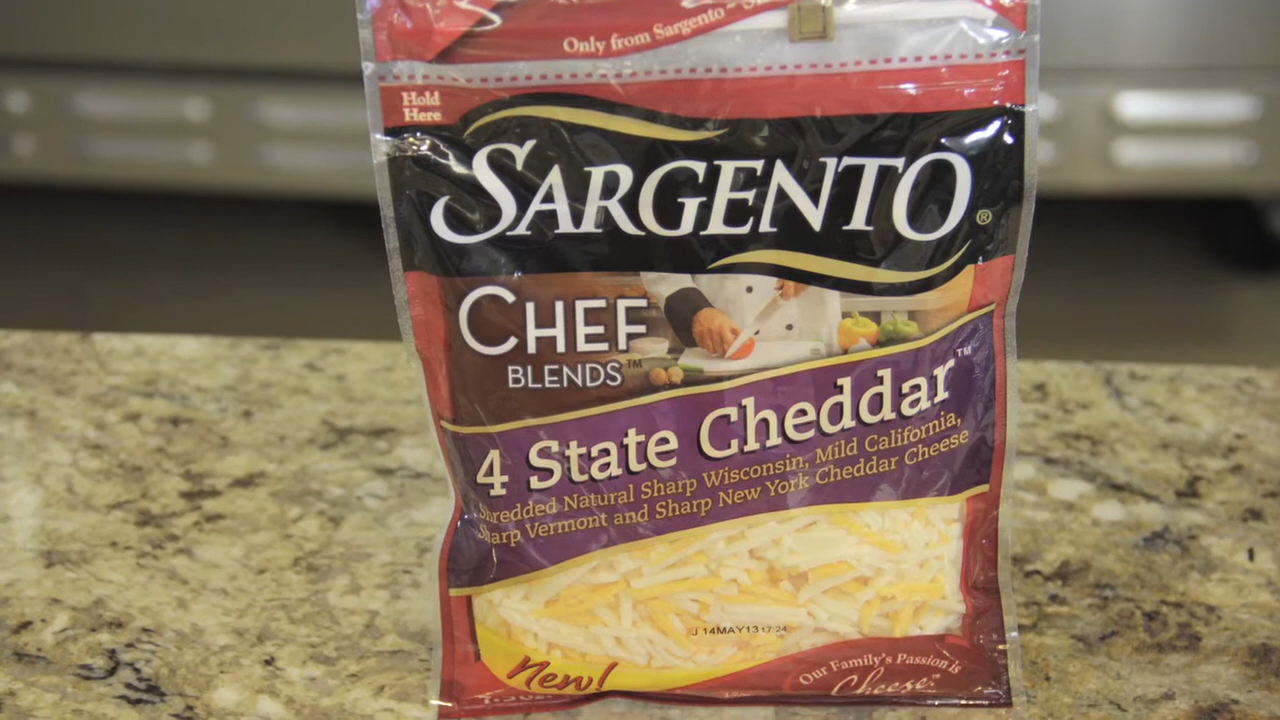 Only from Sargento
Hold
Here
SARGENTO®
CHEF
BLENDS™
4 State Cheddar™
Shredded Natural Sharp Wisconsin, Mild California,
Sharp Vermont and Sharp New York Cheddar Cheese
J 14MAY13 17:24
New!
Our Family's Passion is
Cheese.